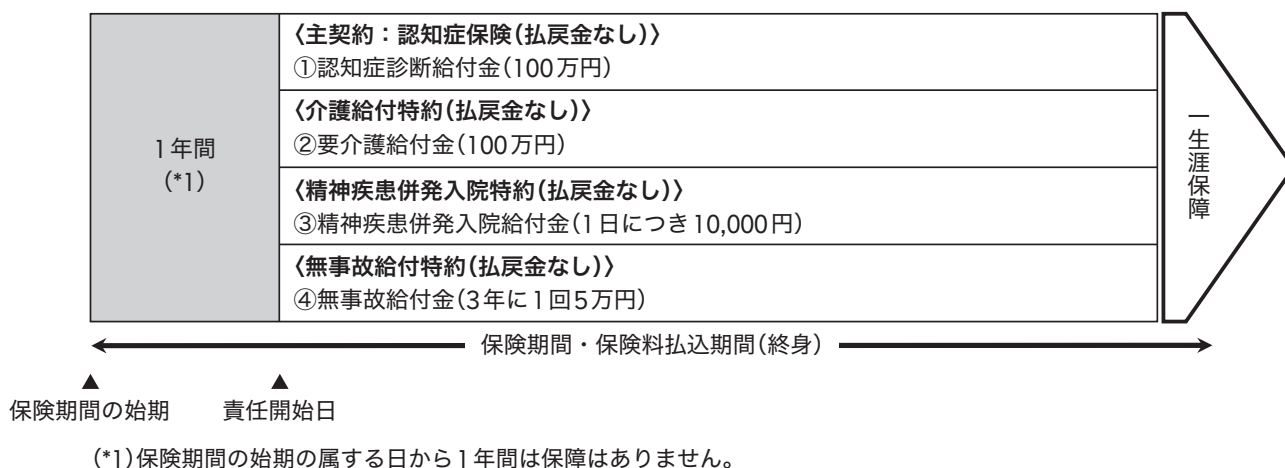 〈主契約：認知症保険(払戻金なし)〉
①認知症診断給付金(100万円)
〈介護給付特約(払戻金なし)〉
②要介護給付金(100万円)
1年間
(*1)
〈精神疾患併発入院特約(払戻金なし)〉
③精神疾患併発入院給付金(1日につき10,000円)
〈無事故給付特約(払戻金なし)〉
④無事故給付金(3年に1回5万円)
一生涯保障
保険期間・保険料払込期間(終身)
▲ ▲
保険期間の始期 責任開始日
(*1)保険期間の始期の属する日から1年間は保障はありません。